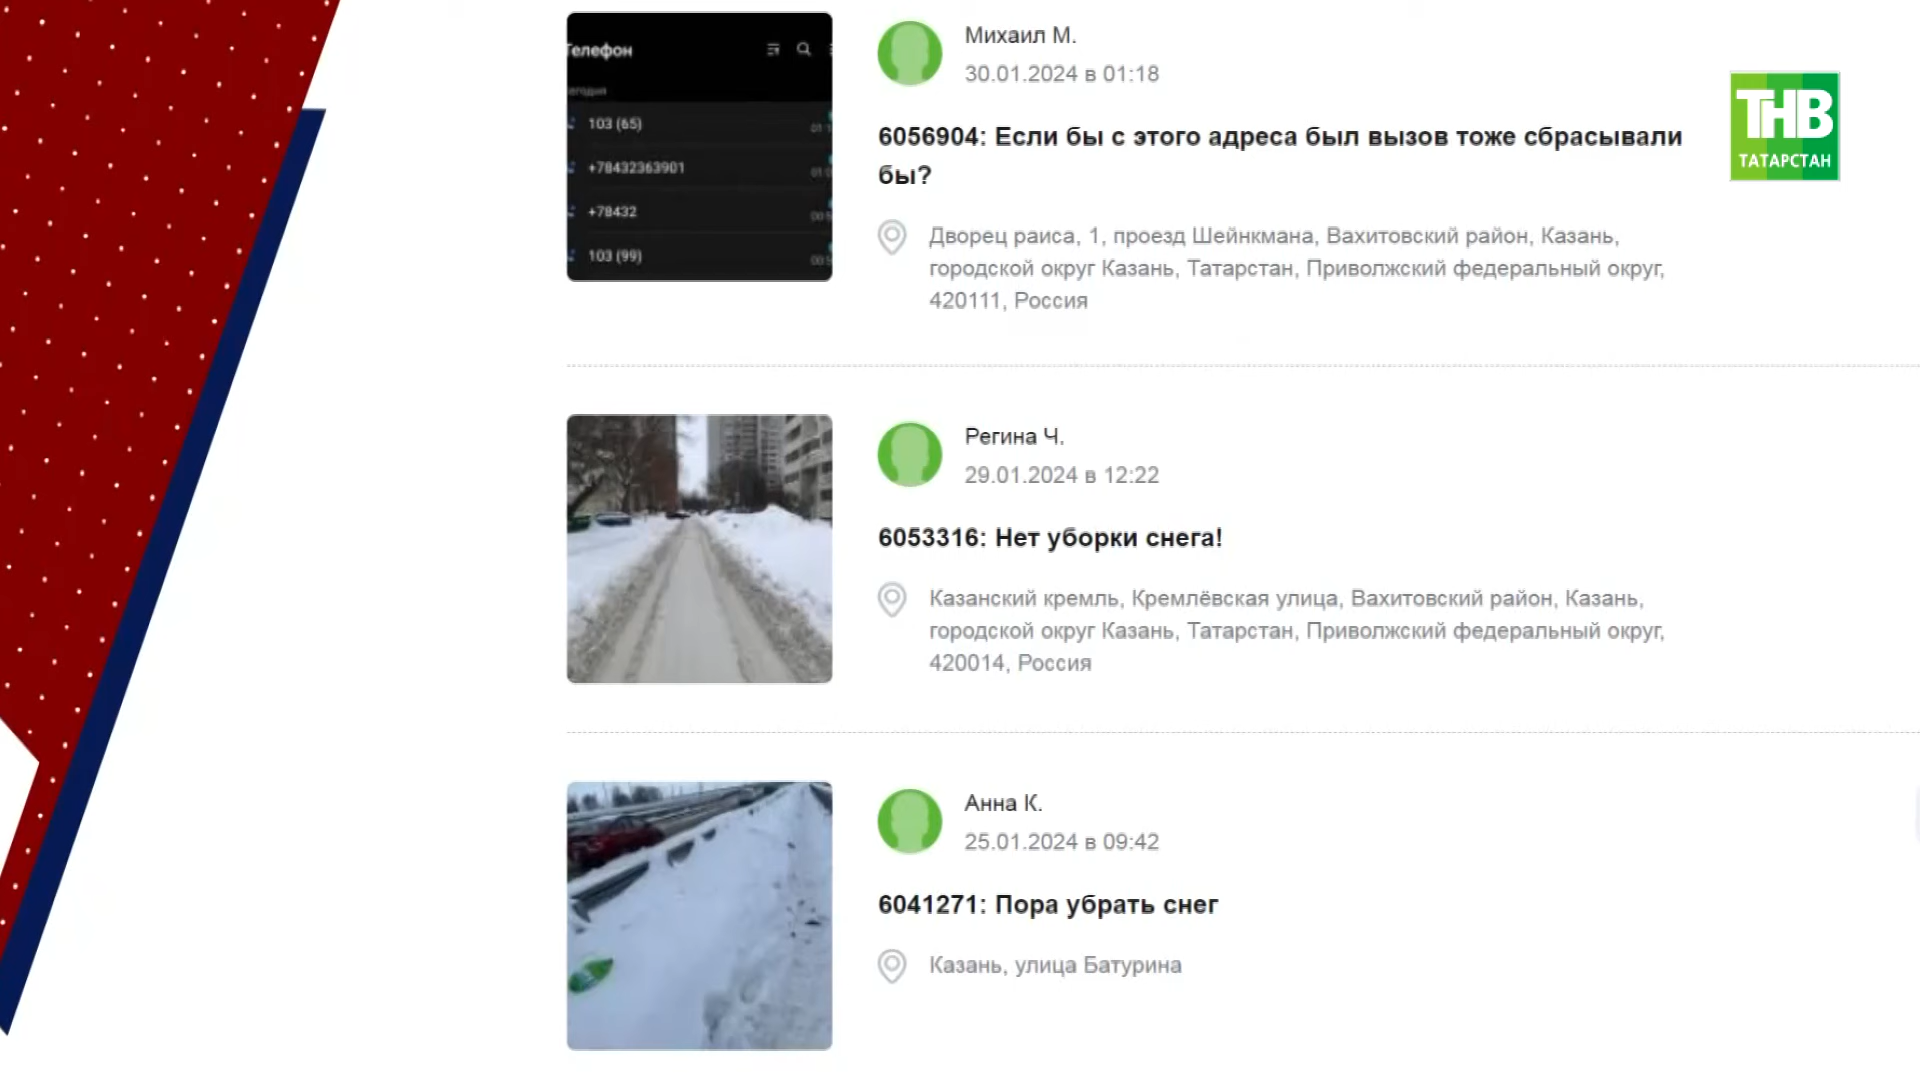 Телефон
103 (65)
+78432363901
+78432
103 (99)
Михаил М.
30.01.2024 в 01:18
6056904: Если бы с этого адреса был вызов тоже сбрасывали
бы?
Дворец раиса, 1, проезд Шейнкмана, Вахитовский район, Казань,
городской округ Казань, Татарстан, Приволжский федеральный округ,
420111, Россия
ТНВ
ТАТАРСТАН
Регина Ч.
29.01.2024 в 12:22
6053316: Нет уборки снега!
Казанский кремль, Кремлёвская улица, Вахитовский район, Казань,
городской округ Казань, Татарстан, Приволжский федеральный округ,
420014, Россия
Анна К.
25.01.2024 в 09:42
6041271: Пора убрать снег
Казань, улица Батурина